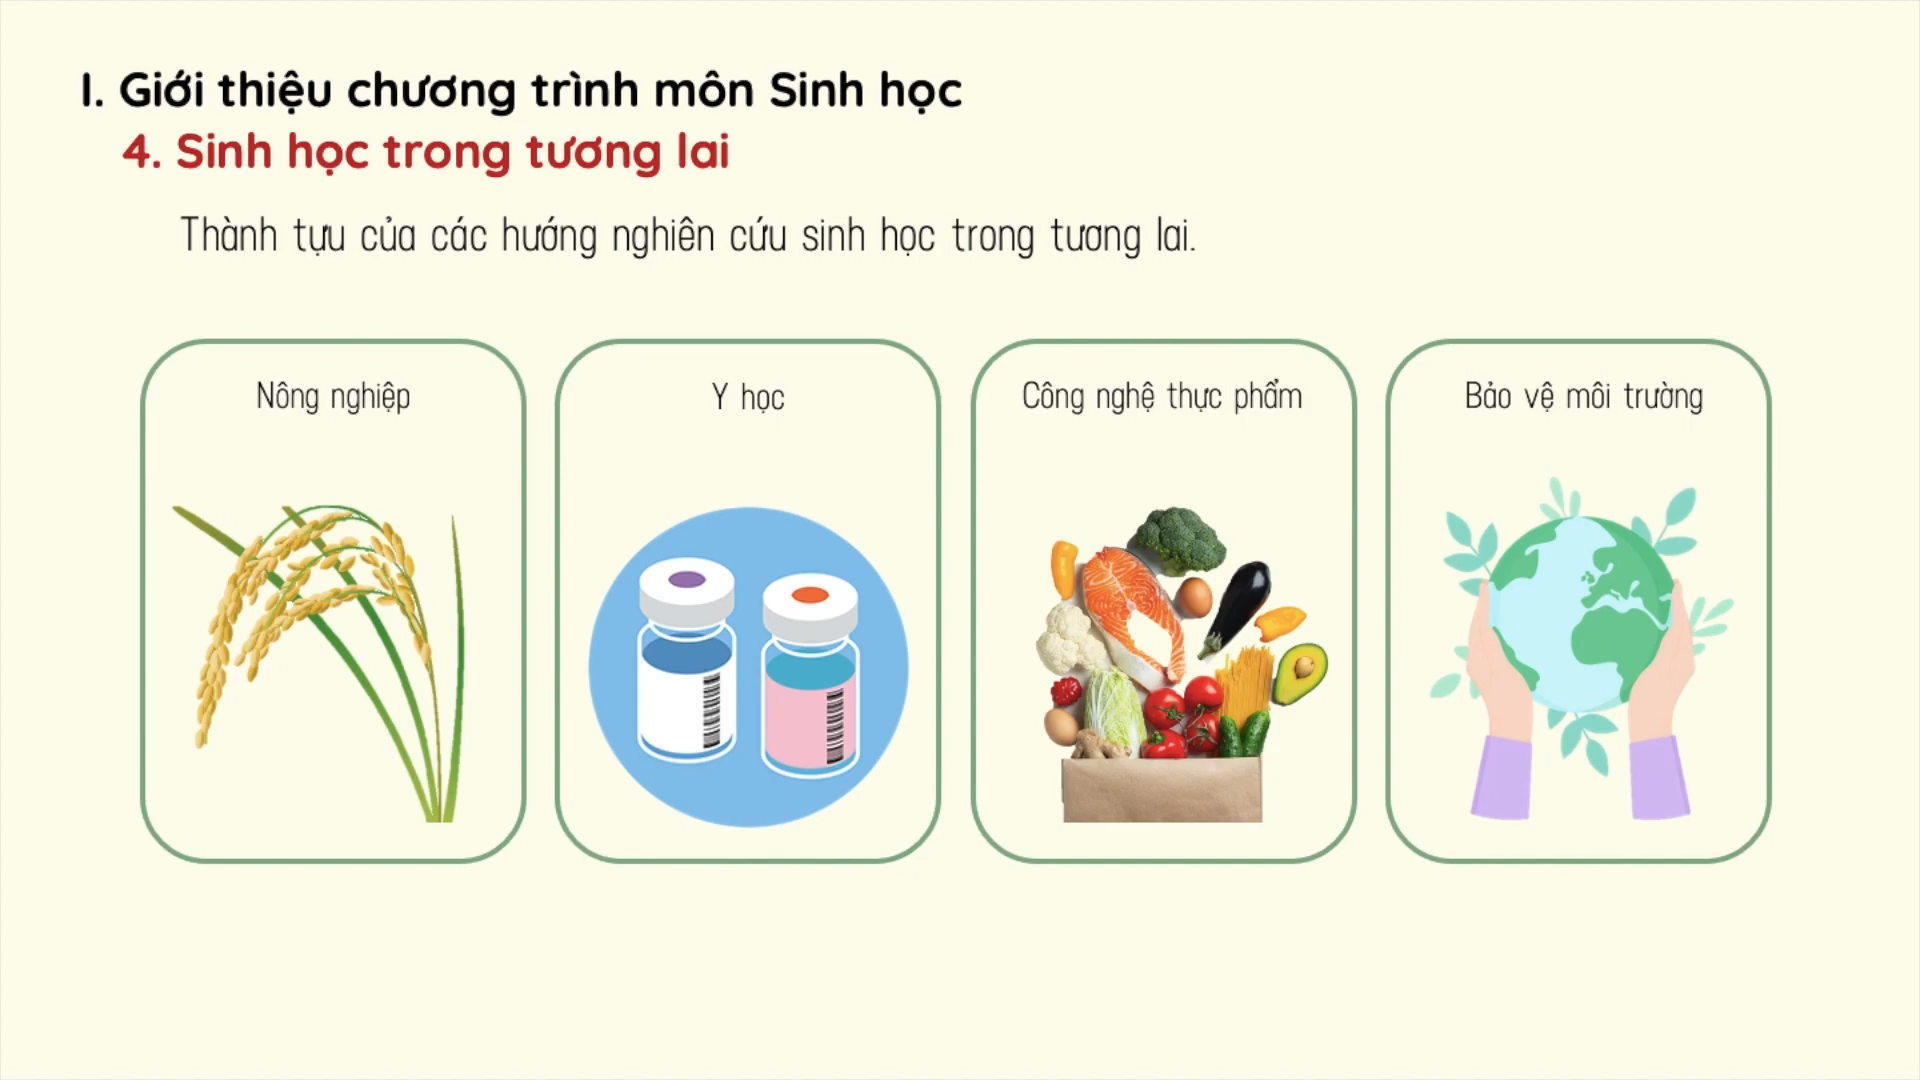 I. Giới thiệu chương trình môn Sinh học
4. Sinh học trong tương lai
Thành tựu của các hướng nghiên cứu sinh học trong tương lai.
Nông nghiệp
Y học
Công nghệ thực phẩm
Bảo vệ môi trường